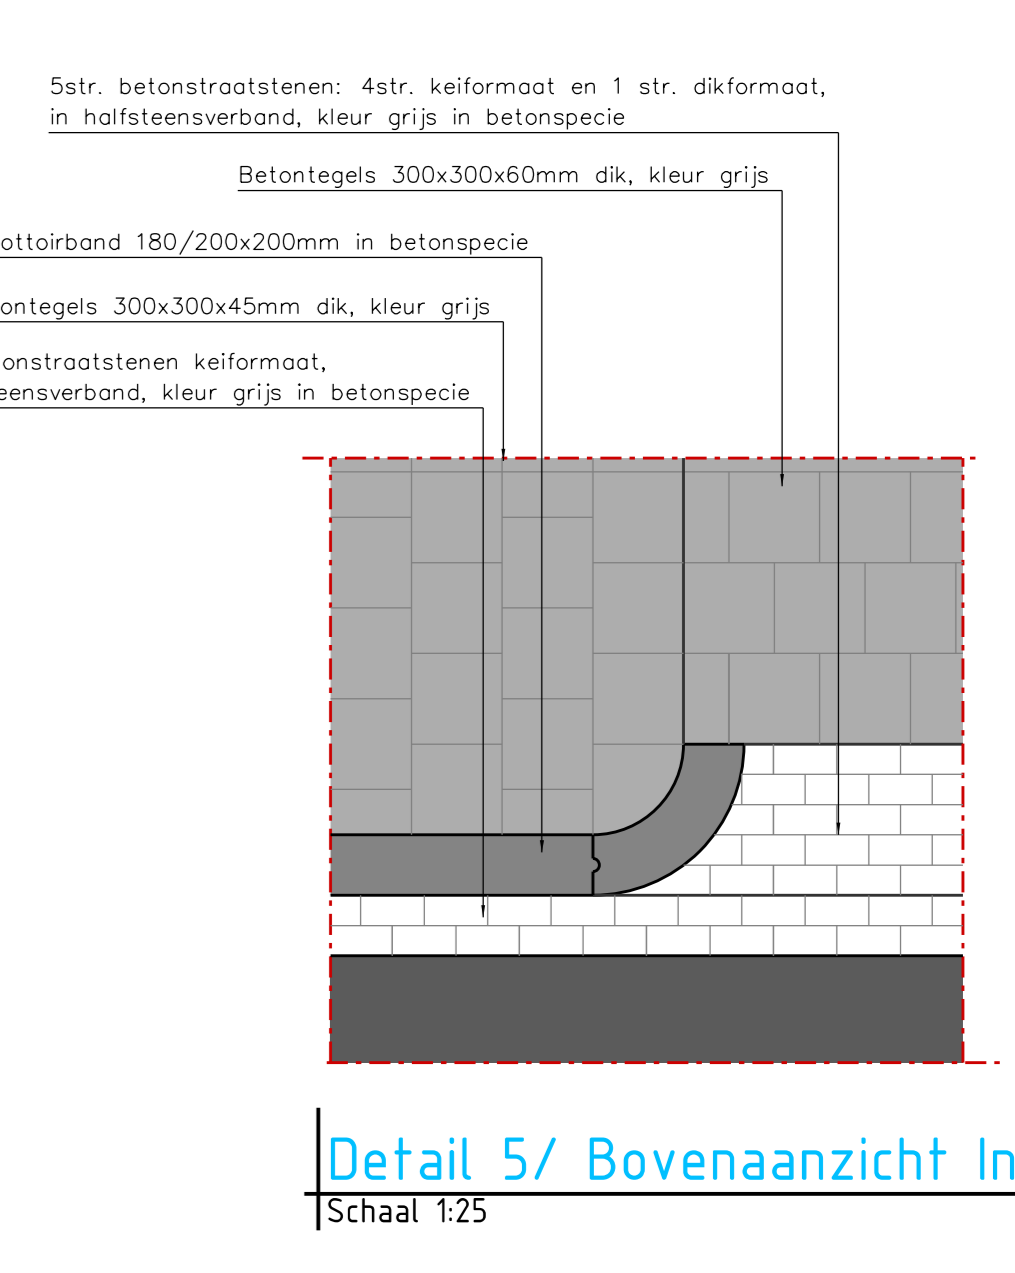 5str. betonstraatstenen: 4str. keiformaat en 1 str. dikformaat,
in halfsteensverband, kleur grijs in betonspecie
Betontegels 300x300x60mm dik, kleur grijs
ottoirband 180/200x200mm in betonspecie
ontegels 300x300x45mm dik, kleur grijs
onstraatstenen keiformaat,
eensverband, kleur grijs in betonspecie
Detail 5/ Bovenaanzicht In
Schaal 1:25